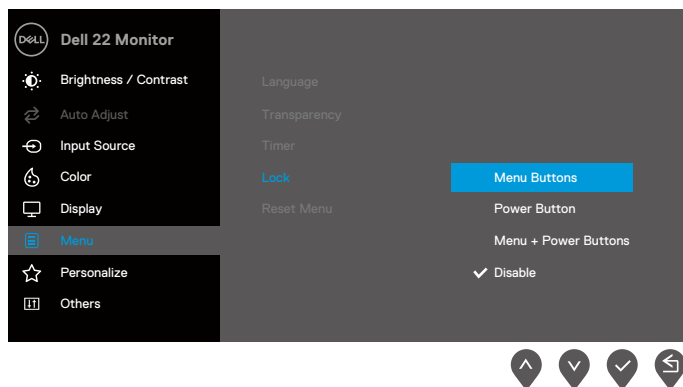 DELL Dell 22 Monitor
Brightness / Contrast
Auto Adjust
Input Source
Color
Display
Menu
Personalize
Others
Language
Transparency
Timer
Lock
Reset Menu
Menu Buttons
Power Button
Menu + Power Buttons
Disable